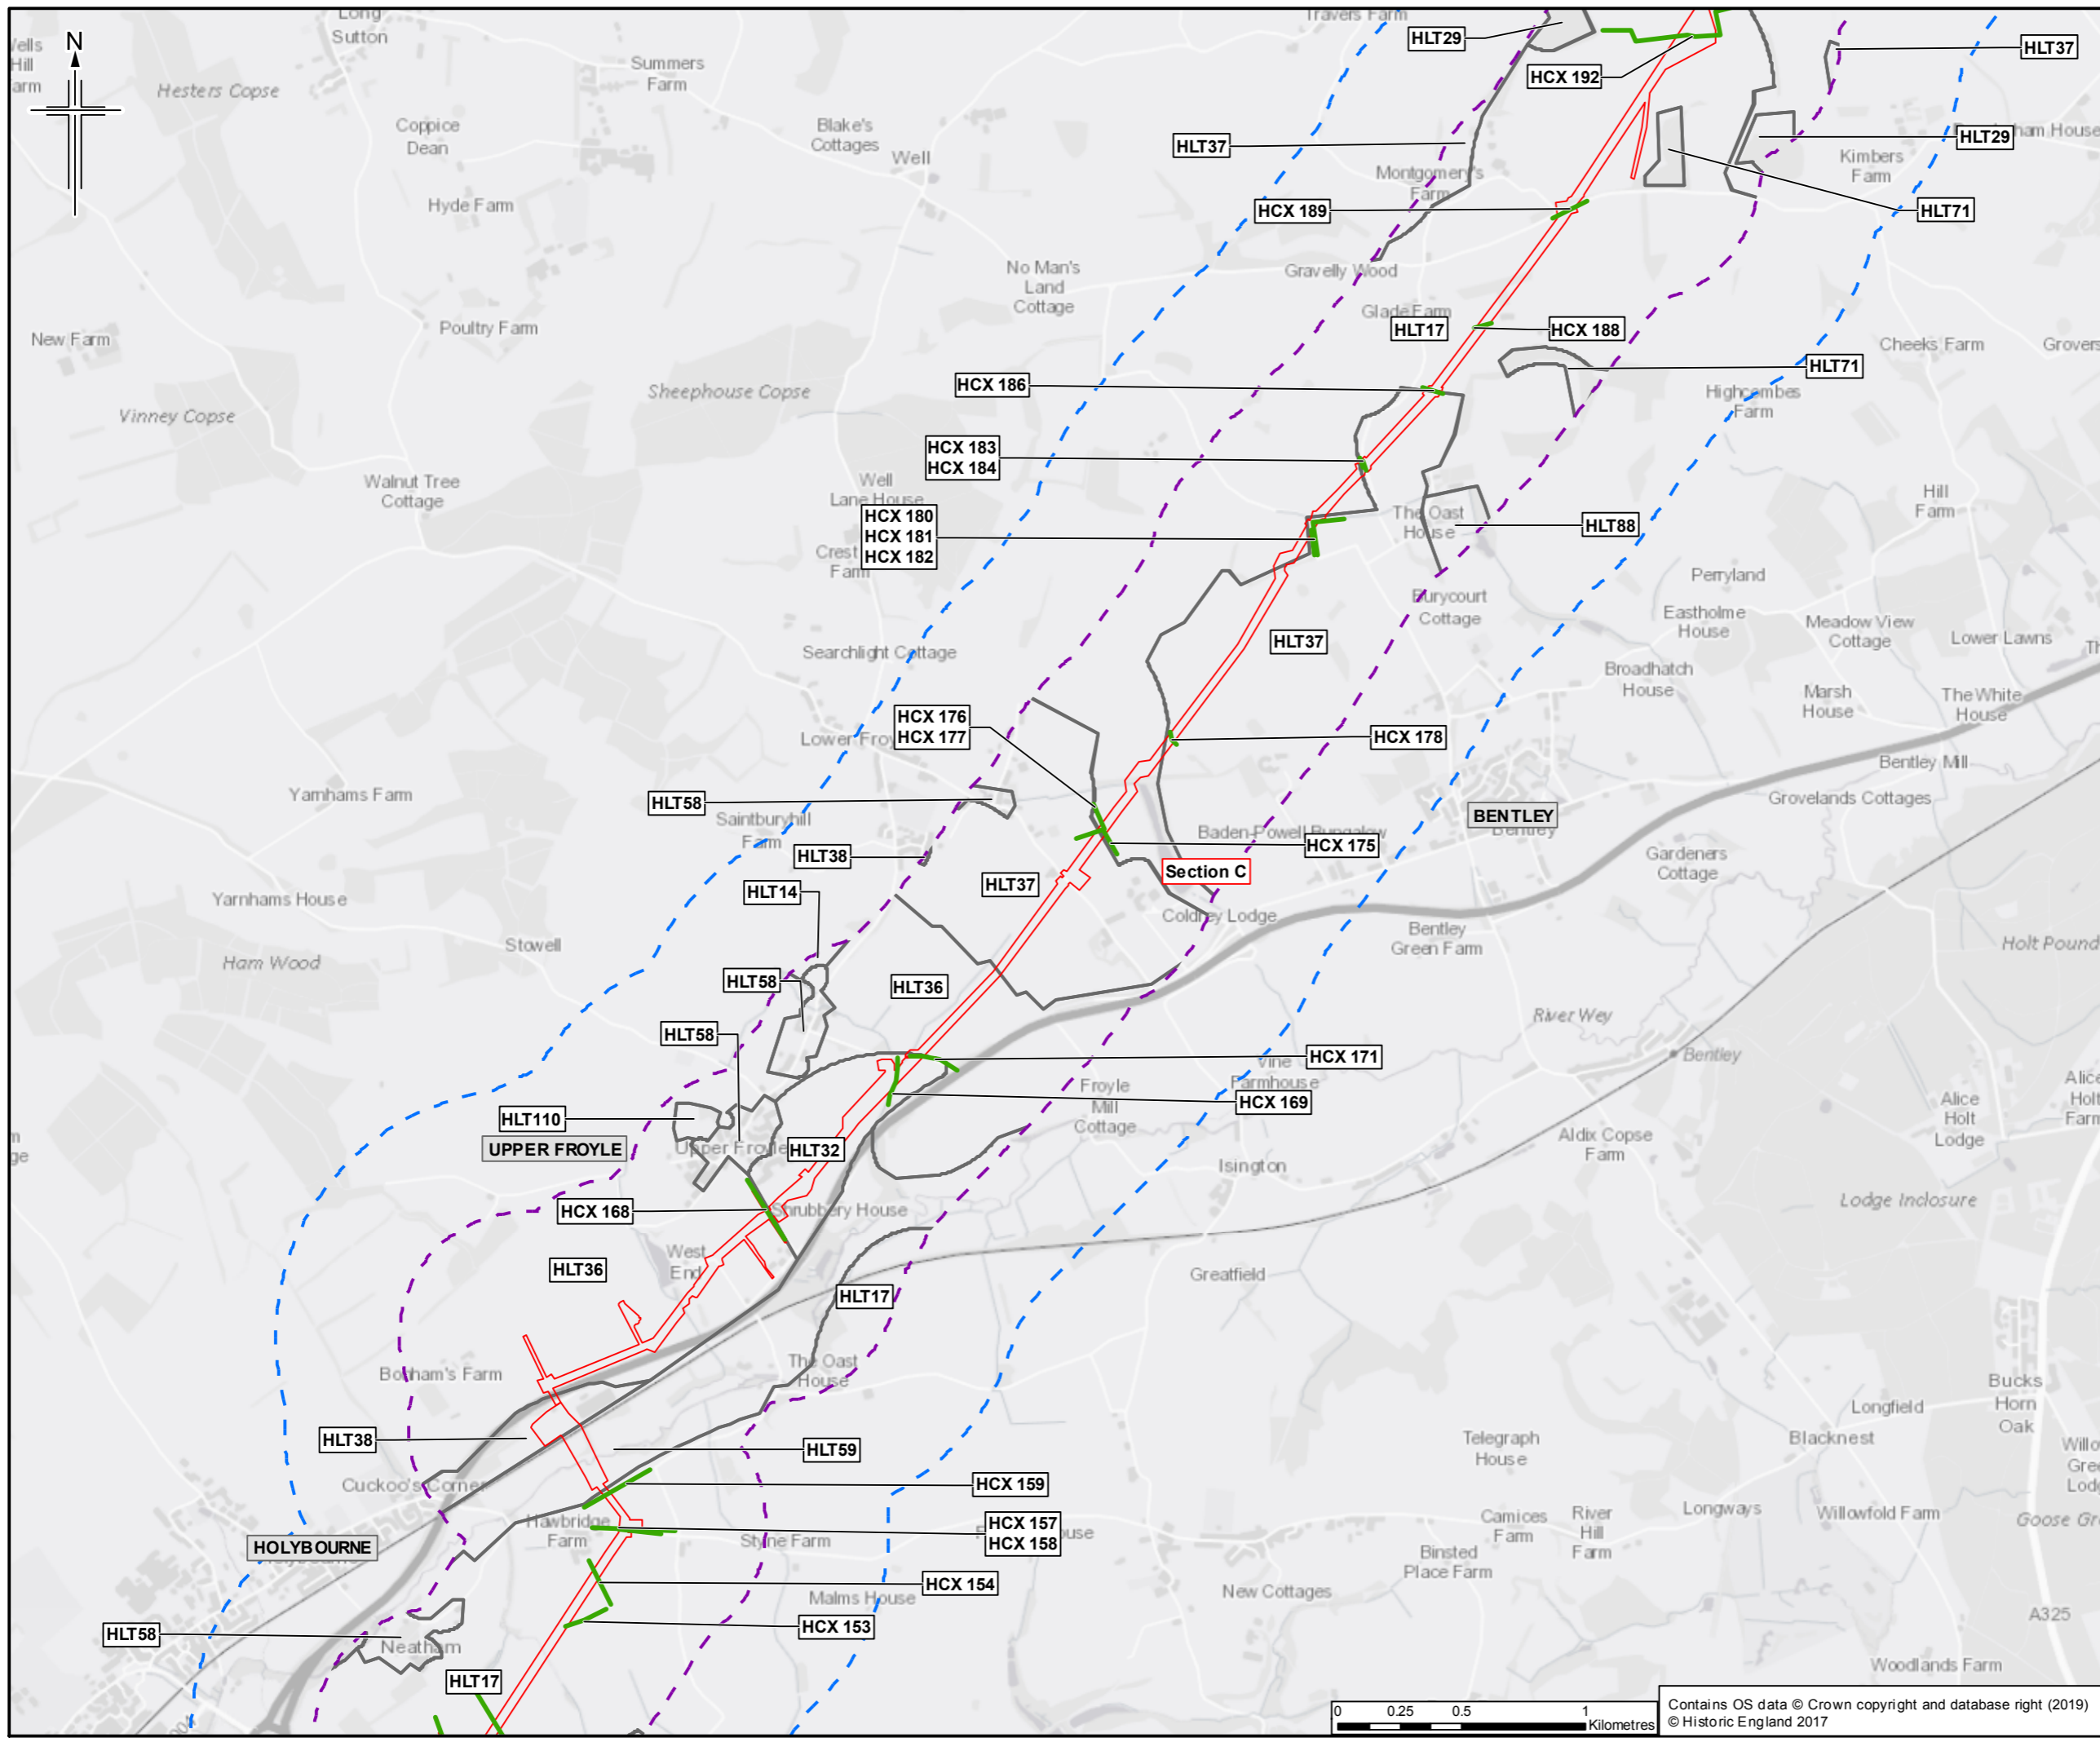 Long
Sutton
Travers Farm
HLT29
HLT37
N
Hesters Copse
Summers
Farm
HCX 192
Coppice
Dean
Blake's
Cottages
Well
HLT37
HLT29
Kimbers
Farm
Montgomery's
Farm
Hyde Farm
HCX 189
HLT71
No Man's
Land
Cottage
Gravelly Wood
Glade Farm
New Farm
Poultry Farm
HLT17
HCX 188
Cheeks Farm
Grovers
HLT71
HCX 186
Sheephouse Copse
Highcombes
Farm
Vinney Copse
HCX 183
HCX 184
Walnut Tree
Cottage
Well
Lane House
Hill
Farm
HCX 180
HCX 181
HCX 182
The Oast
House
HLT88
Crest
Farm
Perryland
Burycourt
Cottage
Eastholme
House
Meadow View
Cottage
Lower Lawns
HLT37
Searchlight Cottage
Broadhatch
House
Marsh
House
The White
House
HCX 176
HCX 177
Lower Froy
HCX 178
Bentley Mill
Yarnhams Farm
HLT58
Grovelands Cottages
BENTLEY
Bentley
Saintburyhill
Farm
Baden-Powell Bungalow
HCX 175
HLT38
Gardeners
Cottage
Section C
HLT37
HLT14
Yarnhams House
Coldrey Lodge
Stowell
Bentley
Green Farm
Holt Pound
Ham Wood
HLT58
HLT36
River Wey
HLT58
Bentley
HCX 171
Vine
Farmhouse
Froyle
Mill
Cottage
HCX 169
Alice
Holt
Farm
Alice
Holt
Lodge
HLT110
UPPER FROYLE
Upper Froyle
HLT32
Aldix Copse
Farm
Isington
Lodge Inclosure
HCX 168
Shrubbery House
West
End
HLT36
Greatfield
HLT17
Bonham's Farm
The Oast
House
Bucks
Horn
Oak
Longfield
HLT38
HLT59
Telegraph
House
Blacknest
Cuckoo's Corner
HCX 159
Hawbridge
Farm
HCX 157
HCX 158
Camices
Farm
River
Hill
Farm
Longways
Willowfold Farm
HOLYBOURNE
Styne Farm
Binsted
Place Farm
HCX 154
Malms House
New Cottages
HCX 153
HLT58
Neatham
A325
HLT17
Woodlands Farm
0 0.25 0.5 1
Kilometres
Contains OS data © Crown copyright and database right (2019)
© Historic England 2017